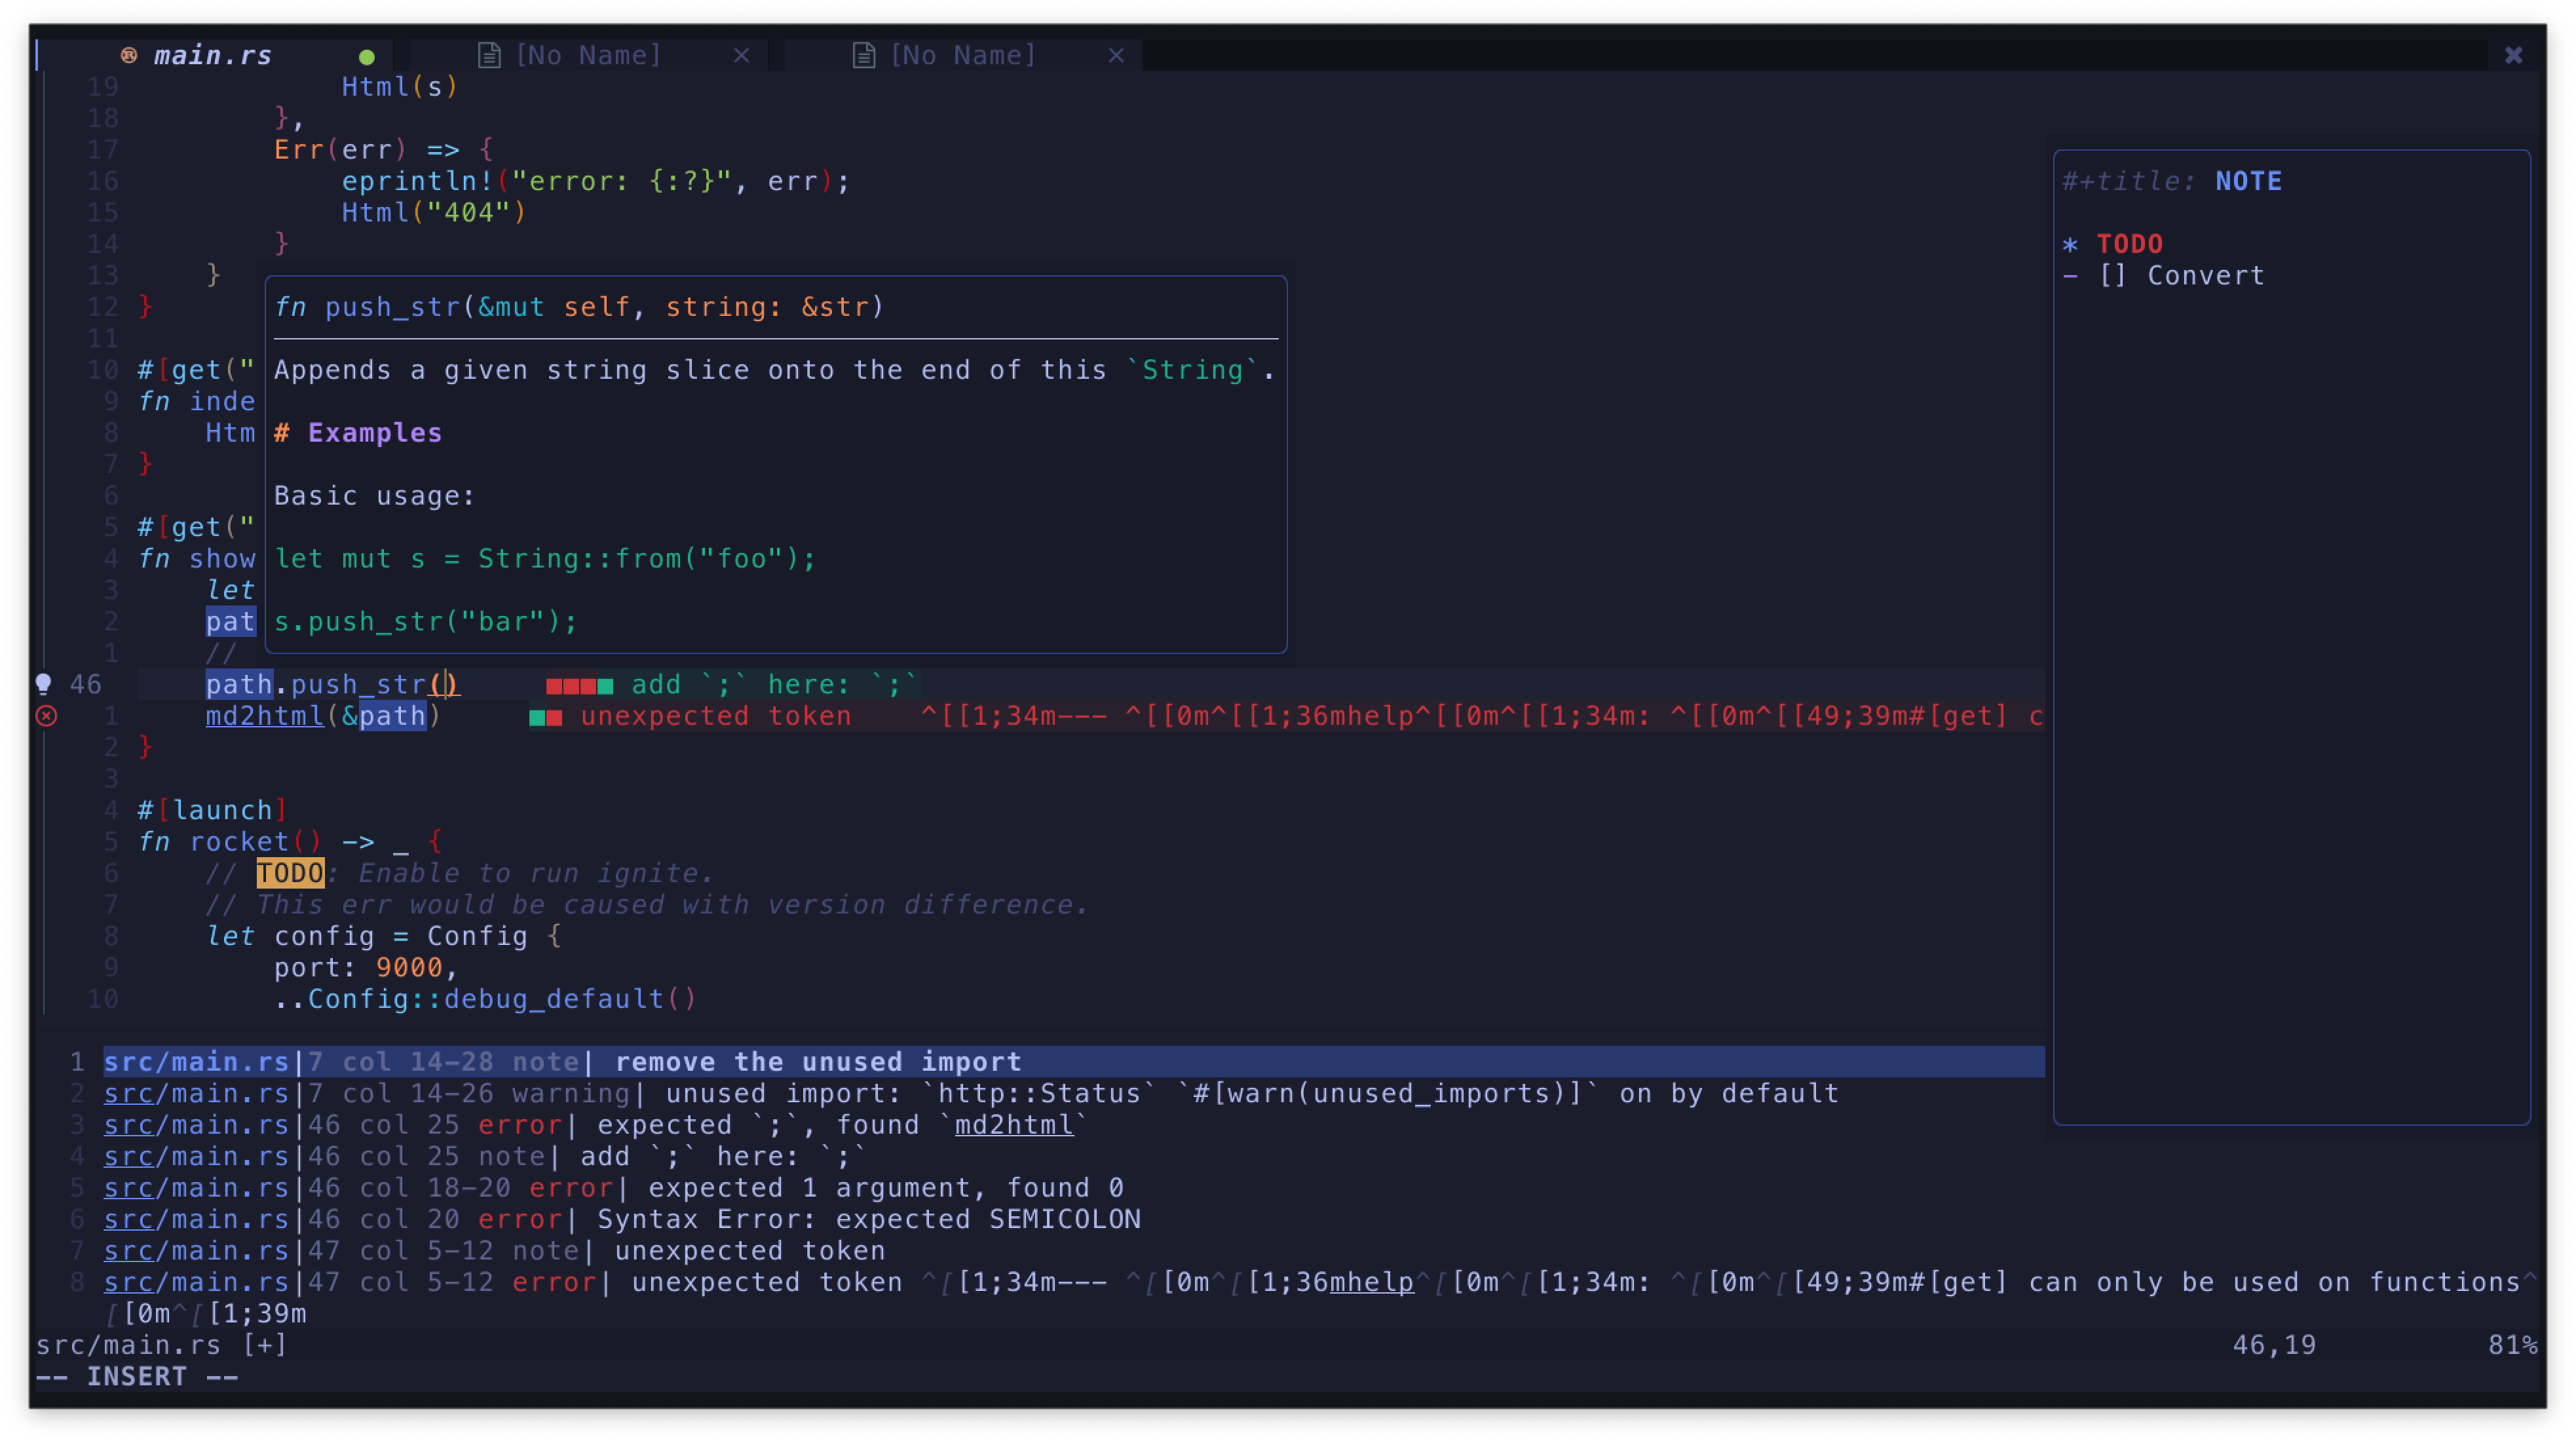 main.rs [No Name] × [No Name] ×
19 Html(s)
18 },
17 Err(err) => {
16 eprintln!("error: {:?}", err);
15 Html("404")
14 }
13 }
12 }
11
10 #[get("
9 fn inde
8 Htm
7 }
6
5 #[get("
4 fn show
3 let
2 pat
1 //
46 path.push_str() add `;` here: `;`
1 md2html(&path) unexpected token ^[[1;34m--- ^[[0m^[[1;36mhelp^[[0m^[[1;34m: ^[[0m^[[49;39m#[get] c
2 }
3
4 #[launch]
5 fn rocket() -> _ {
6 // TODO: Enable to run ignite.
7 // This err would be caused with version difference.
8 let config = Config {
9 port: 9000,
10 ..Config::debug_default()
fn push_str(&mut self, string: &str)
Appends a given string slice onto the end of this `String`.
# Examples
Basic usage:
let mut s = String::from("foo");
s.push_str("bar");
#+title: NOTE
* TODO
- [] Convert
1 src/main.rs|7 col 14-28 note| remove the unused import
2 src/main.rs|7 col 14-26 warning| unused import: `http::Status` `#[warn(unused_imports)]` on by default
3 src/main.rs|46 col 25 error| expected `;`, found `md2html`
4 src/main.rs|46 col 25 note| add `;` here: `;`
5 src/main.rs|46 col 18-20 error| expected 1 argument, found 0
6 src/main.rs|46 col 20 error| Syntax Error: expected SEMICOLON
7 src/main.rs|47 col 5-12 note| unexpected token
8 src/main.rs|47 col 5-12 error| unexpected token ^[[1;34m--- ^[[0m^[[1;36mhelp^[[0m^[[1;34m: ^[[0m^[[49;39m#[get] can only be used on functions^
[[0m^[[1;39m
src/main.rs [+] 46,19 81%
-- INSERT --